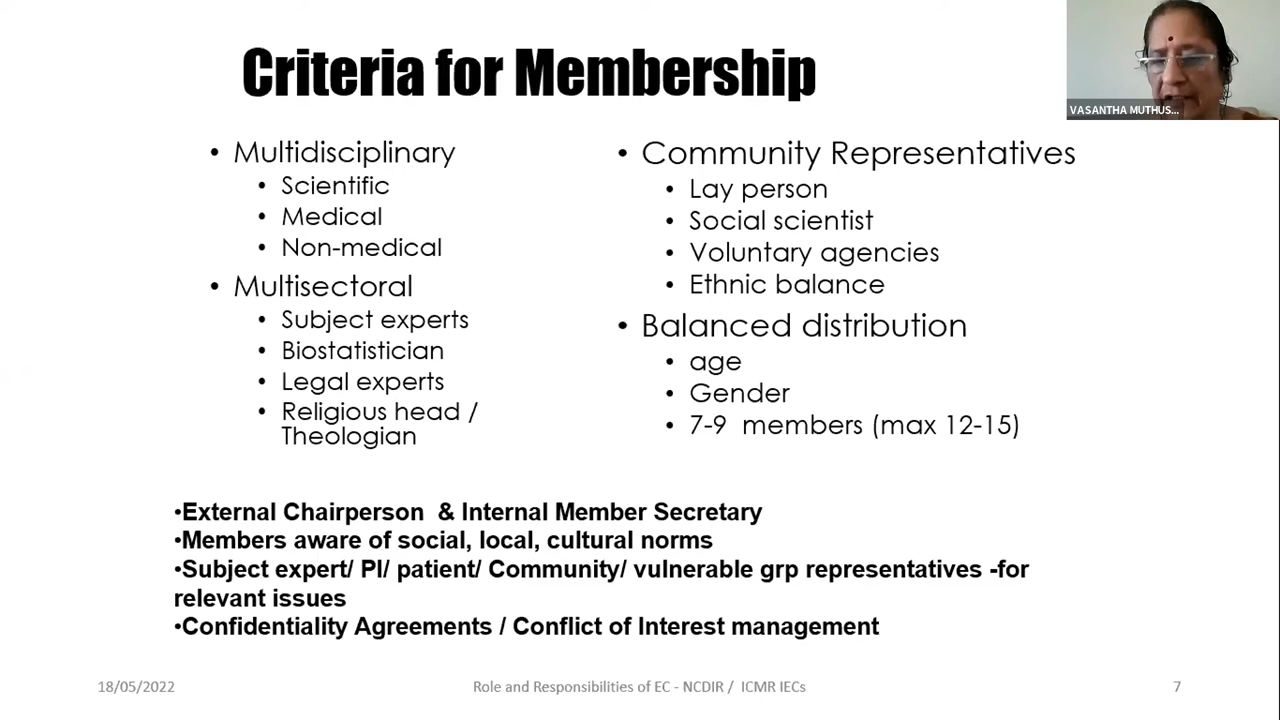 Criteria for Membership
VASANTHA MUTHUS...
• Multidisciplinary
• Scientific
• Medical
• Non-medical
• Multisectoral
• Subject experts
• Biostatistician
• Legal experts
• Religious head /
Theologian
• Community Representatives
• Lay person
• Social scientist
• Voluntary agencies
• Ethnic balance
• Balanced distribution
• age
• Gender
• 7-9 members (max 12-15)
•External Chairperson & Internal Member Secretary
•Members aware of social, local, cultural norms
•Subject expert/ PI/ patient/ Community/ vulnerable grp representatives -for
relevant issues
•Confidentiality Agreements / Conflict of Interest management
18/05/2022
Role and Responsibilities of EC - NCDIR / ICMR IECs
7